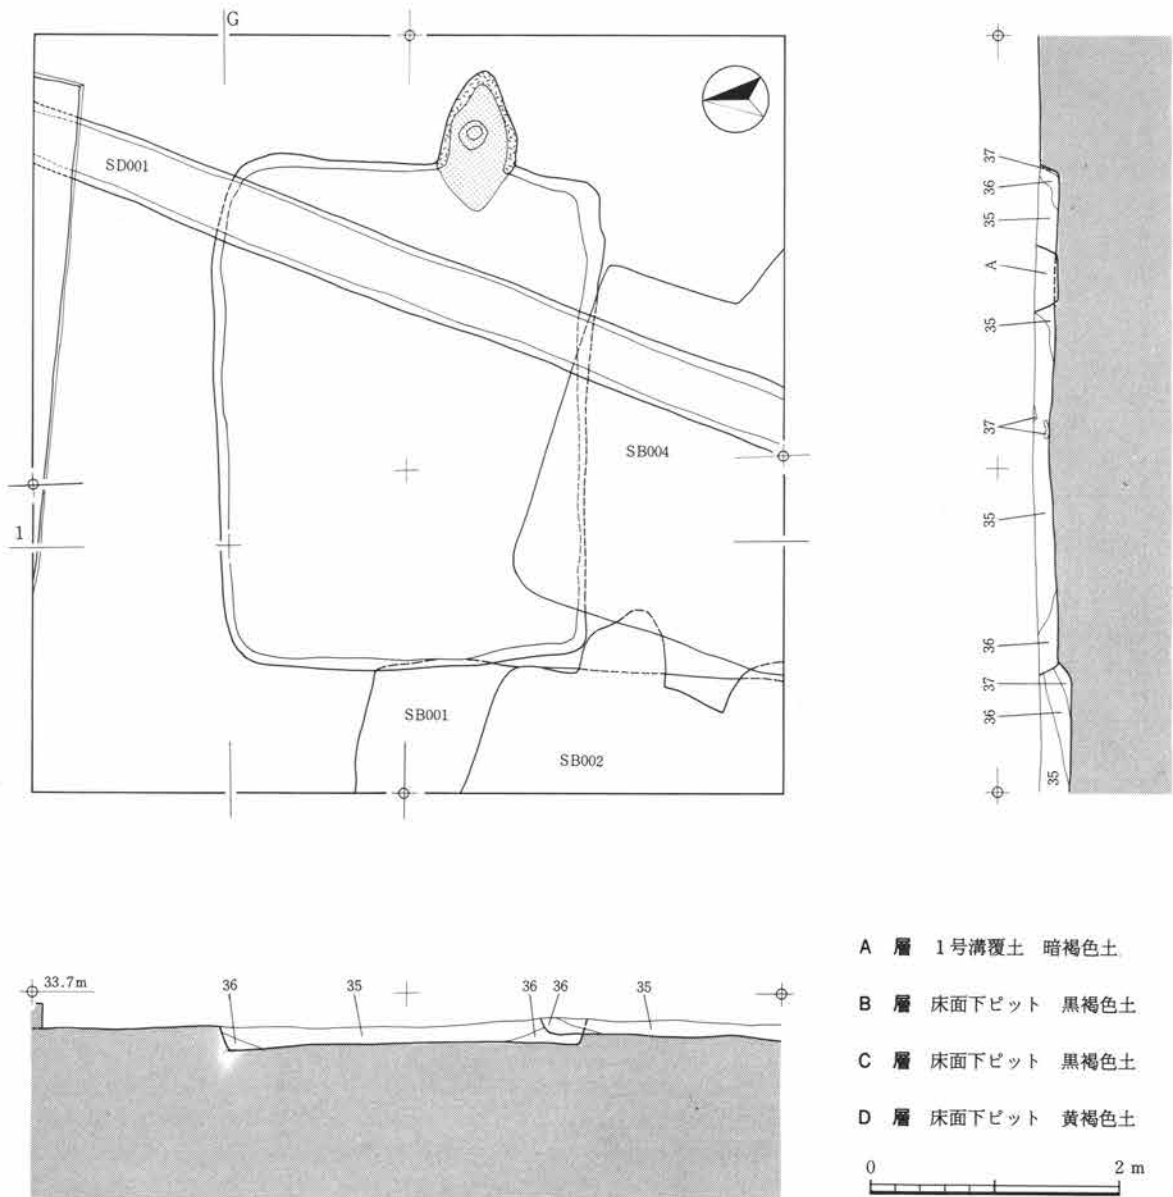 G
SD001
SB004
1
SB001
SB002
37
36
35
A
35
37
35
36
37
36
35
33.7m
36
35
36
36
35
A 層 1号溝覆土 暗褐色土
B 層 床面下ピット 黒褐色土
C 層 床面下ピット 黒褐色土
D 層 床面下ピット 黄褐色土
0 2 m